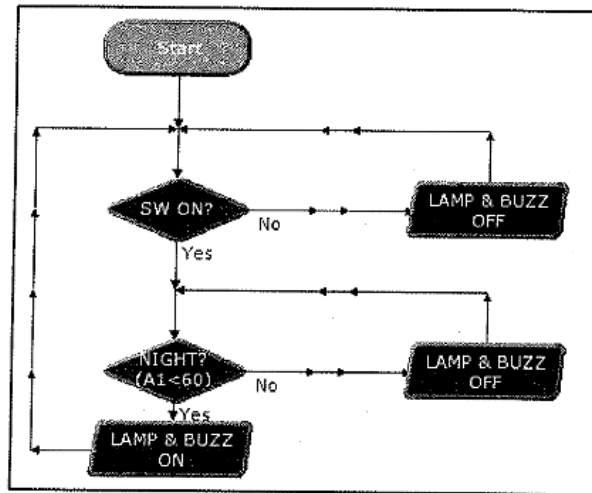 Start
SW ON?
No
LAMP & BUZZ
OFF
Yes
NIGHT?
(A1<60)
No
LAMP & BUZZ
OFF
Yes
LAMP & BUZZ
ON